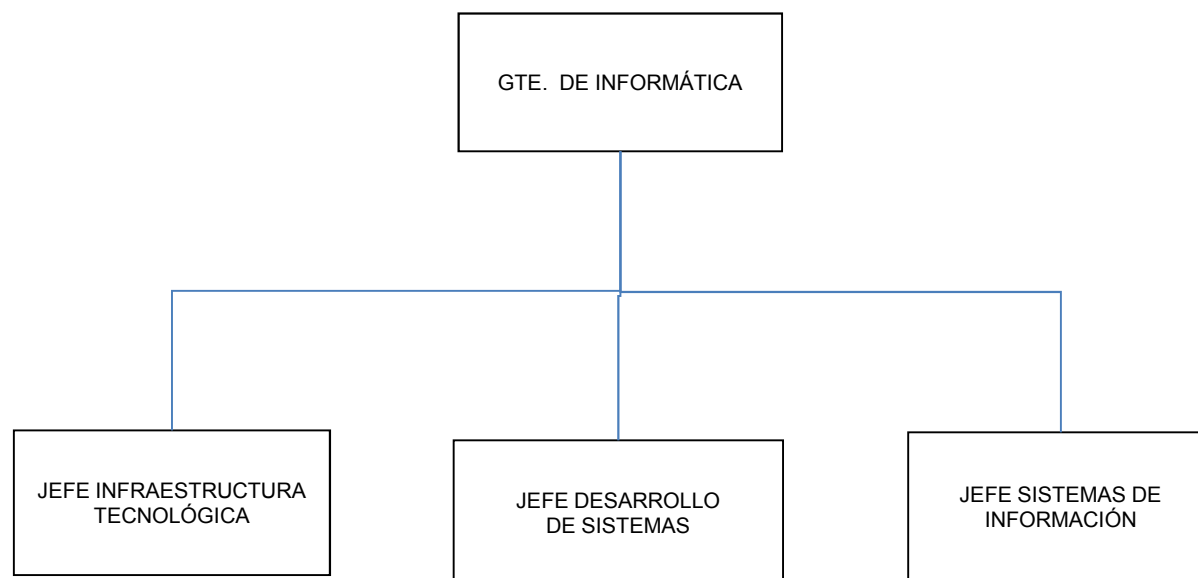 GTE. DE INFORMÁTICA
JEFE INFRAESTRUCTURA
TECNOLÓGICA
JEFE DESARROLLO
DE SISTEMAS
JEFE SISTEMAS DE
INFORMACIÓN